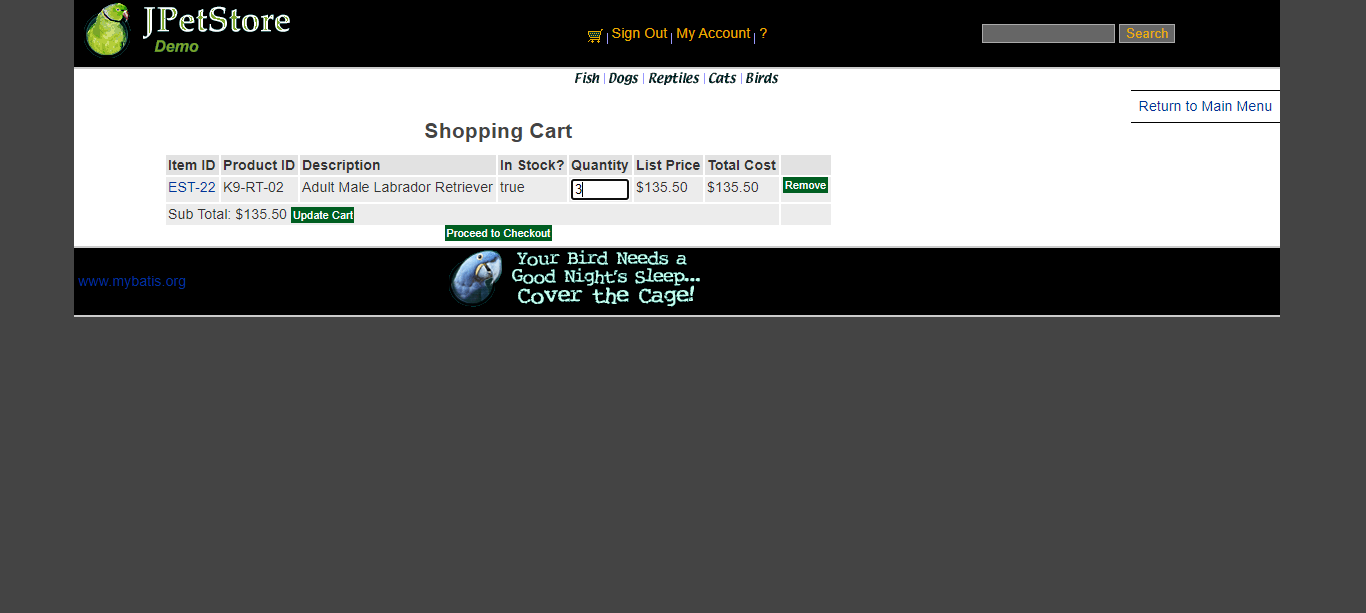 JPetStore
Demo
Sign Out | My Account | ?
Search
Fish | Dogs | Reptiles | Cats | Birds
Return to Main Menu
Shopping Cart
Item ID Product ID Description In Stock? Quantity List Price Total Cost
EST-22 K9-RT-02 Adult Male Labrador Retriever true 3 $135.50 $135.50 Remove
Sub Total: $135.50 Update Cart
Proceed to Checkout
www.mybatis.org
Your Bird Needs a
Good Night's Sleep...
Cover the Cage!